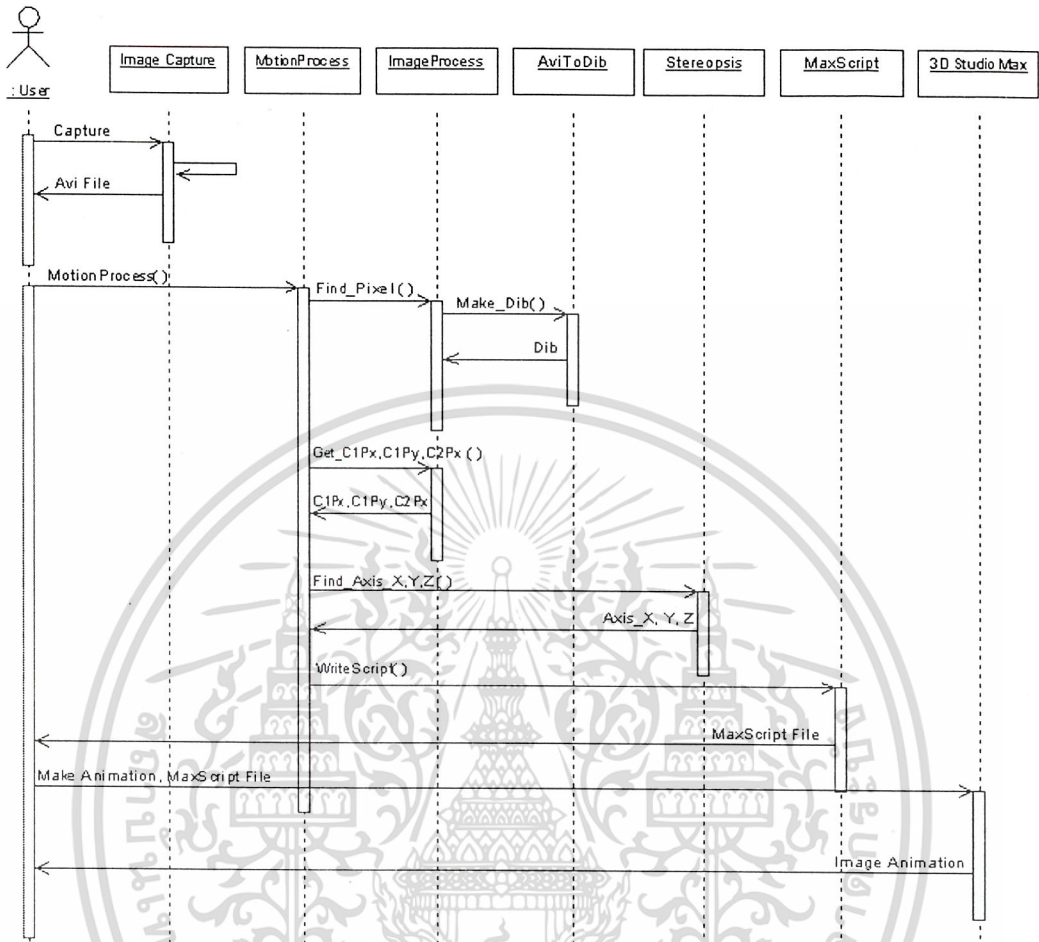 : User
Image Capture
MotionProcess
ImageProcess
AviToDib
Stereopsis
MaxScript
3D Studio Max
Capture
Avi File
MotionProcess()
Find_Pixel()
Make_Dib()
Dib
Get_C1Px,C1Py,C2Px ()
C1Px,C1Py,C2Px
Find_Axis_X,Y,Z()
Axis_X, Y, Z
WriteScript()
MaxScript File
Make Animation, MaxScript File
Image Animation